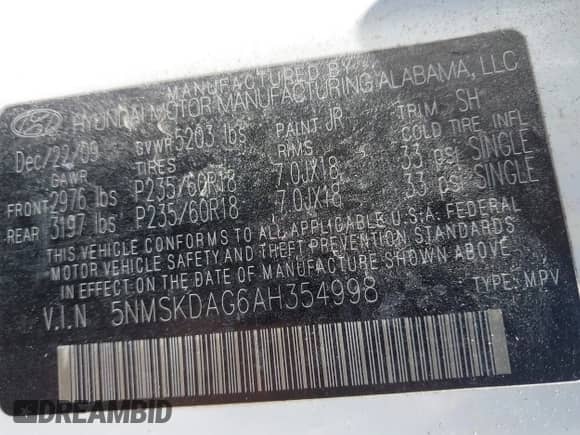 MANUFACTURED BY
HYUNDAI MOTOR MANUFACTURING ALABAMA, LLC
Dec/22/09 GVWR 5203 lbs PAINT JR TRIM SH
GAWR TIRES RIMS COLD TIRE INFL
FRONT 2976 lbs P235/60R18 7.0JX18 33 psi SINGLE
REAR 3197 lbs P235/60R18 7.0JX18 33 psi SINGLE
THIS VEHICLE CONFORMS TO ALL APPLICABLE U.S.A. FEDERAL
MOTOR VEHICLE SAFETY AND THEFT PREVENTION STANDARDS
IN EFFECT ON THE DATE OF MANUFACTURE SHOWN ABOVE.
V.I.N 5NMSKDAG6AH354998 TYPE: MPV
DREAMBID